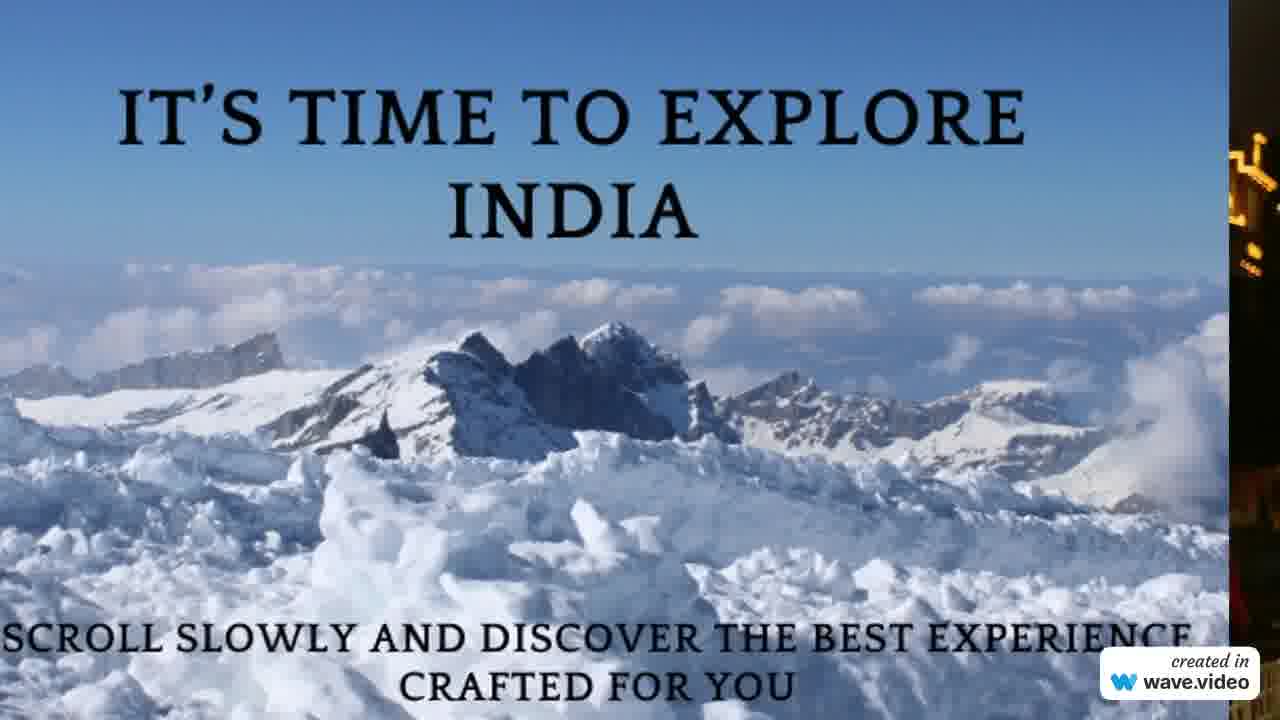 IT'S TIME TO EXPLORE
INDIA
SCROLL SLOWLY AND DISCOVER THE BEST EXPERIENCE
CRAFTED FOR YOU
created in
wave.video